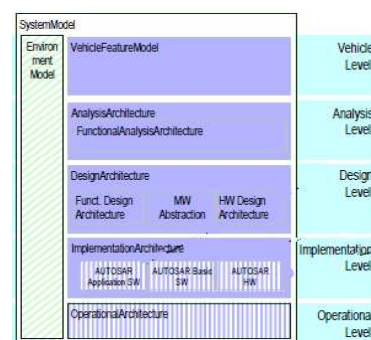 SystemModel
Environ
ment
Model
VehicleFeatureModel
Vehicle
Level
AnalysisArchitecture
FunctionalAnalysisArchitecture
Analysis
Level
DesignArchitecture
Funct. Design
Architecture
MW
Abstraction
HW Design
Architecture
Design
Level
ImplementationArchitecture
AUTOSAR
Application SW
AUTOSAR Basic
SW
AUTOSAR
HW
Implementation
Level
OperationalArchitecture
Operational
Level